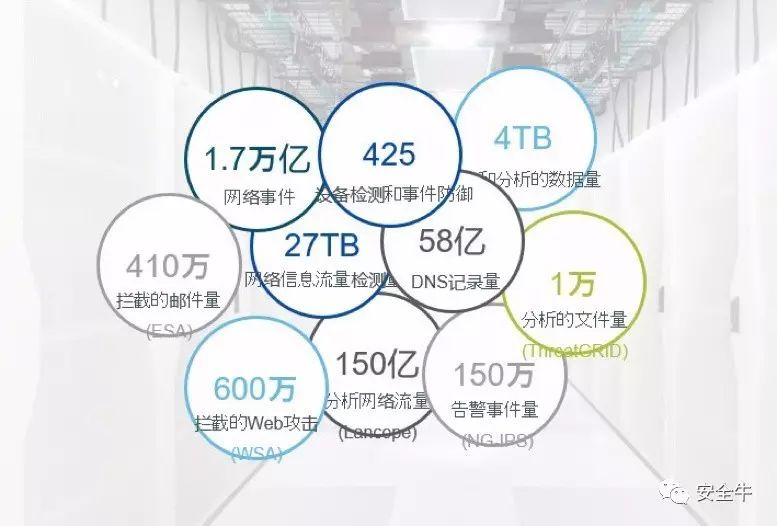 1.7万亿
网络事件
425
设备检测和事件防御
4TB
和分析的数据量
410万
拦截的邮件量
(ESA)
27TB
网络信息流量检测
58亿
DNS记录量
1万
分析的文件量
(ThreatGRID)
600万
拦截的Web攻击
(WSA)
150亿
分析网络流量
(Lancope)
150万
告警事件量
(NG-IPS)
安全牛